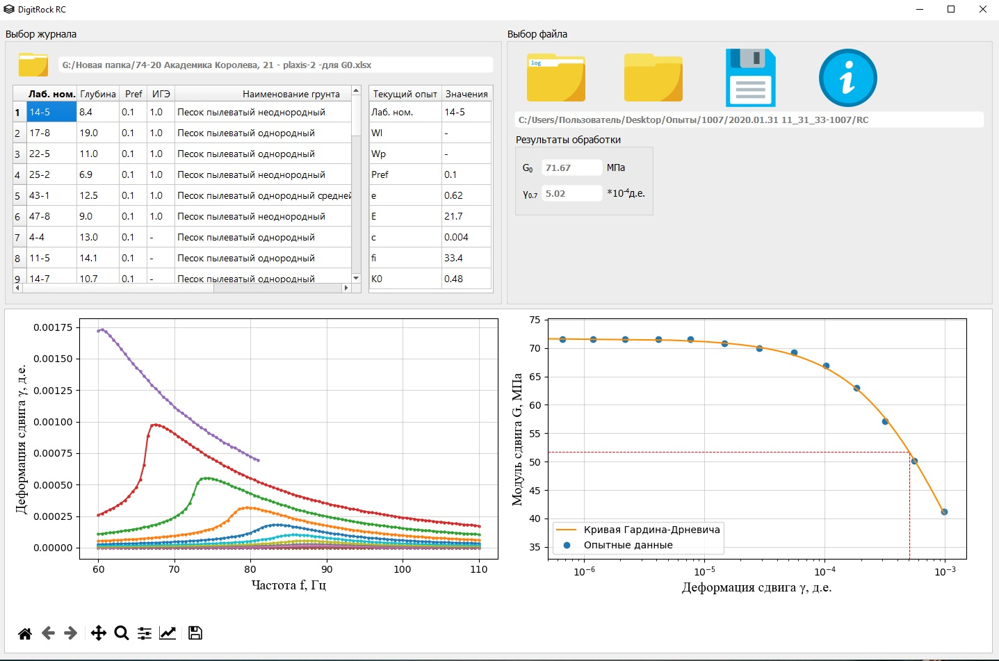 DigitRock RC
Выбор журнала
G:/Новая папка/74-20 Академика Королева, 21 - plaxis-2 -для G0.xlsx
Лаб. ном. Глубина Pref ИГЭ Наименование грунта
1 14-5 8.4 0.1 1.0 Песок пылеватый неоднородный
2 17-8 19.0 0.1 1.0 Песок пылеватый однородный
3 22-5 11.0 0.1 1.0 Песок пылеватый однородный
4 25-2 6.9 0.1 1.0 Песок пылеватый неоднородный
5 43-1 12.5 0.1 1.0 Песок пылеватый однородный средней
6 47-8 9.0 0.1 1.0 Песок пылеватый неоднородный
7 4-4 13.0 0.1 - Песок пылеватый однородный
8 11-5 14.1 0.1 - Песок пылеватый однородный
9 14-7 10.7 0.1 - Песок пылеватый однородный
Текущий опыт Значения
Лаб. ном. 14-5
Wl -
Wp -
Pref 0.1
e 0.62
E 21.7
c 0.004
fi 33.4
K0 0.48
Выбор файла
log
C:/Users/Пользователь/Desktop/Опыты/1007/2020.01.31 11_31_33-1007/RC
Результаты обработки
G₀ 71.67 МПа
γ₀.₇ 5.02 *10⁻⁴д.е.
Деформация сдвига γ, д.е.
0.00175
0.00150
0.00125
0.00100
0.00075
0.00050
0.00025
0.00000
60 70 80 90 100 110
Частота f, Гц
Модуль сдвига G, МПа
75
70
65
60
55
50
45
40
35
Кривая Гардина-Дрневича
Опытные данные
10⁻⁶ 10⁻⁵ 10⁻⁴ 10⁻³
Деформация сдвига γ, д.е.